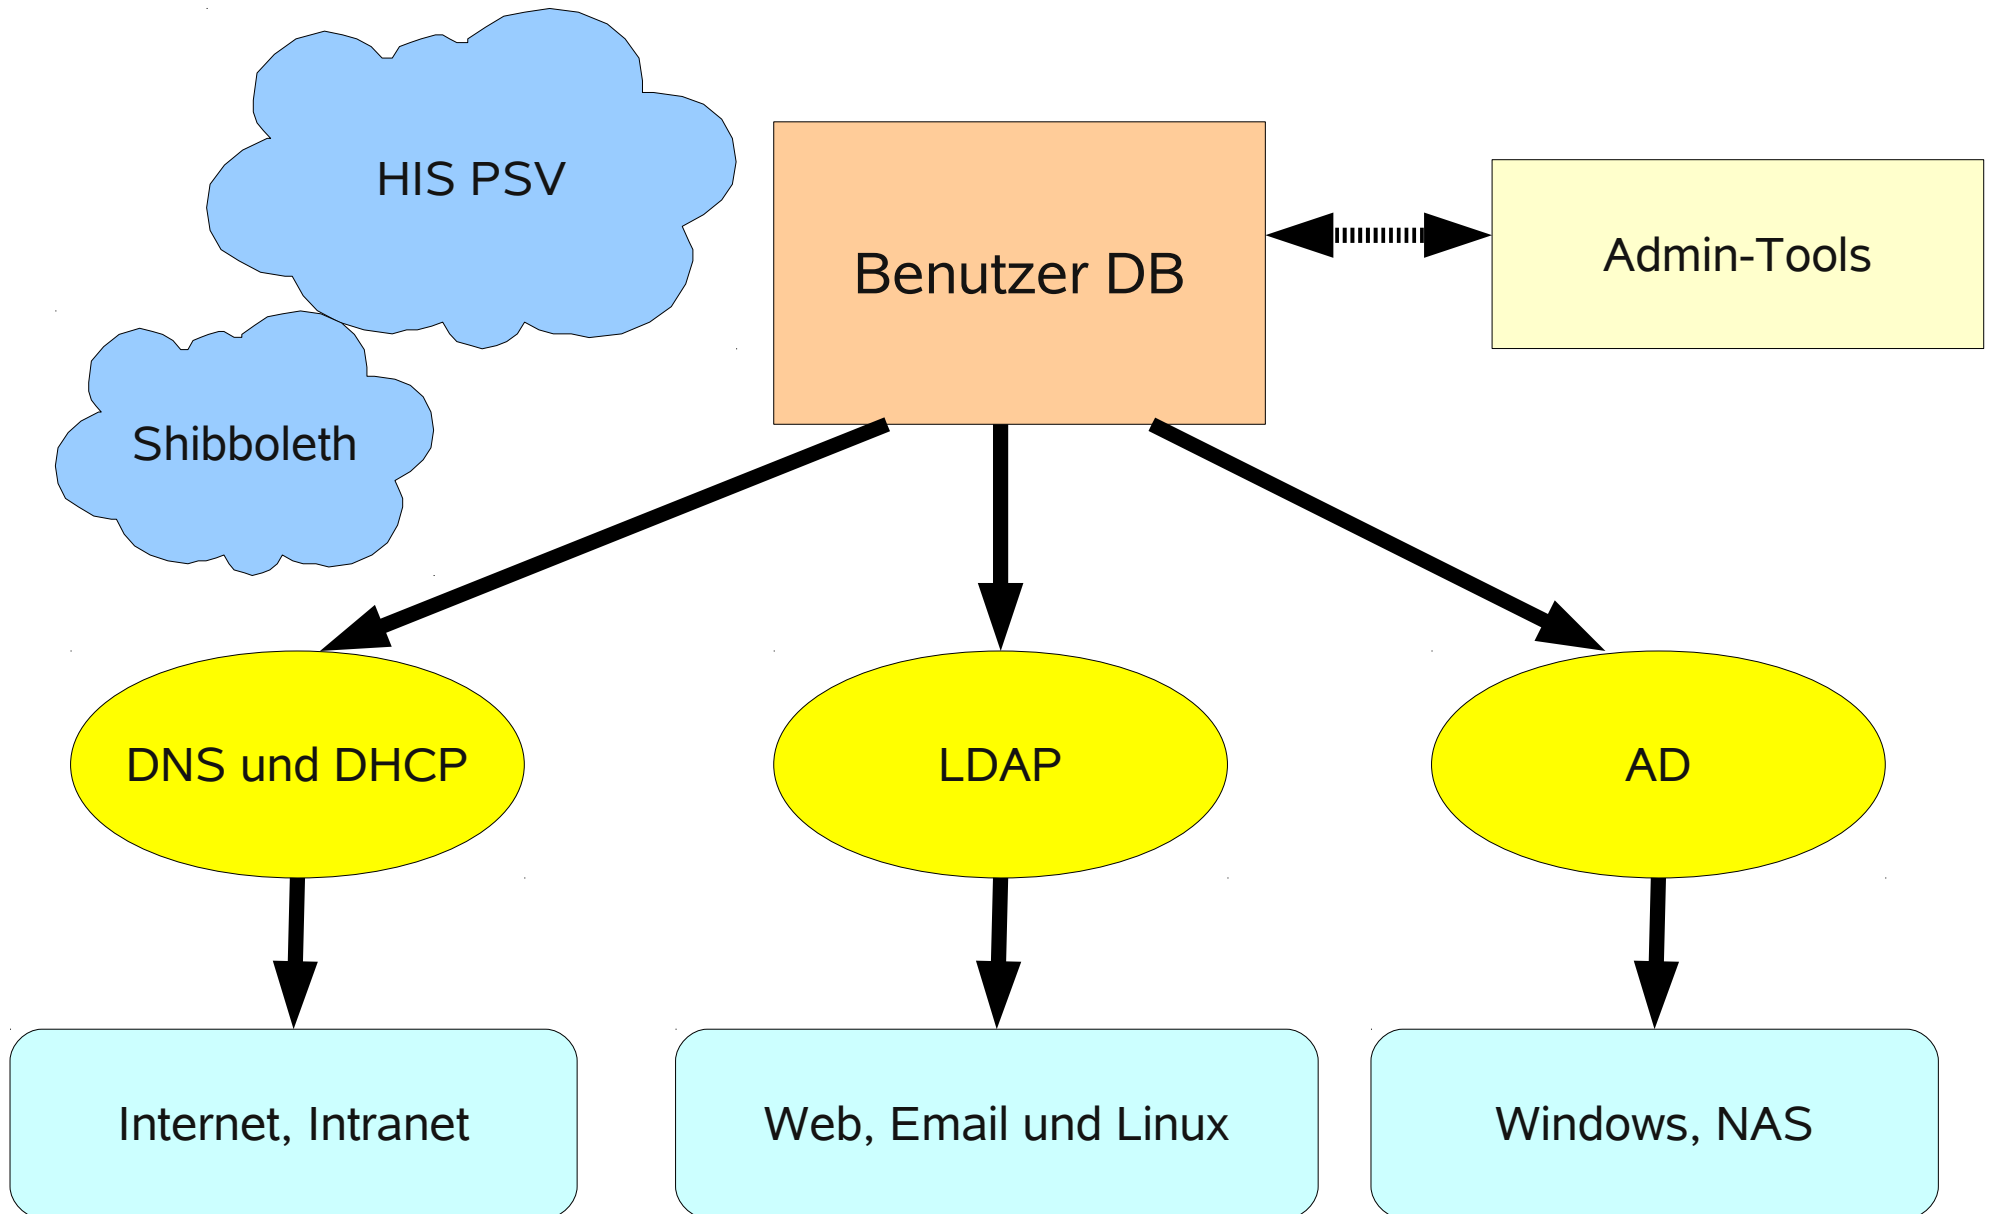 HIS PSV
Benutzer DB
Admin-Tools
Shibboleth
DNS und DHCP
LDAP
AD
Internet, Intranet
Web, Email und Linux
Windows, NAS